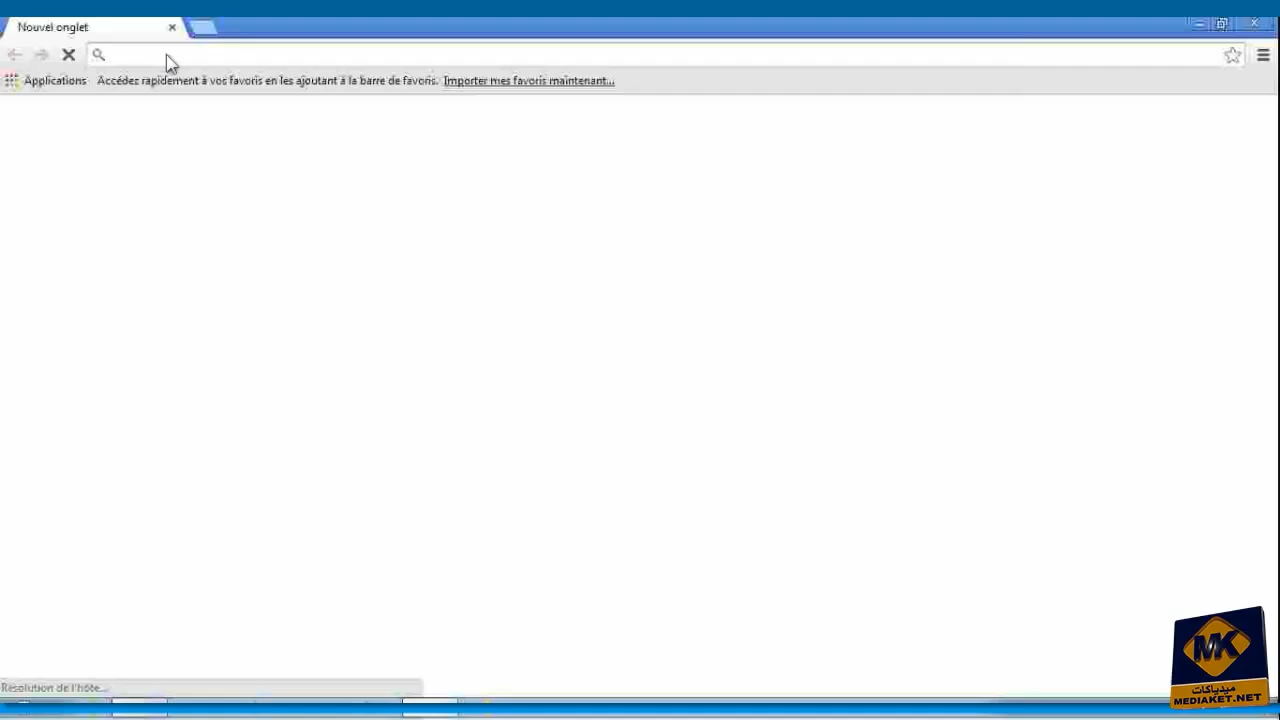 Nouvel onglet
Applications Accédez rapidement à vos favoris en les ajoutant à la barre de favoris. Importer mes favoris maintenant...
Résolution de l'hôte...
MK
ميدياكات
MEDIAKET.NET